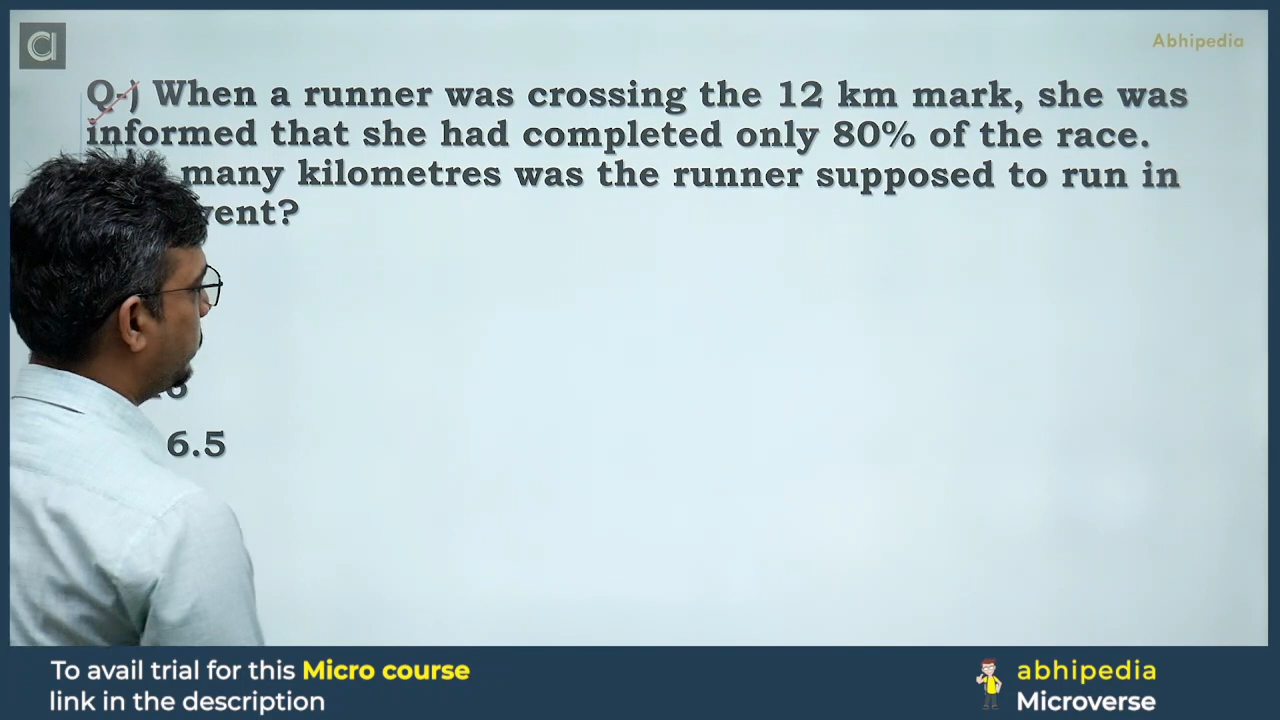 Abhipedia
Q-) When a runner was crossing the 12 km mark, she was
informed that she had completed only 80% of the race.
many kilometres was the runner supposed to run in
vent?
6.5
To avail trial for this Micro course
link in the description
abhipedia
Microverse